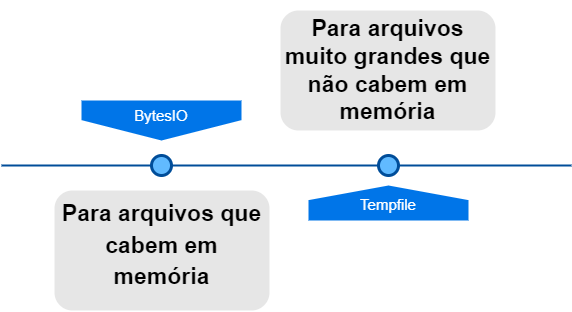 Para arquivos
muito grandes que
não cabem em
memória
BytesIO
Tempfile
Para arquivos que
cabem em
memória